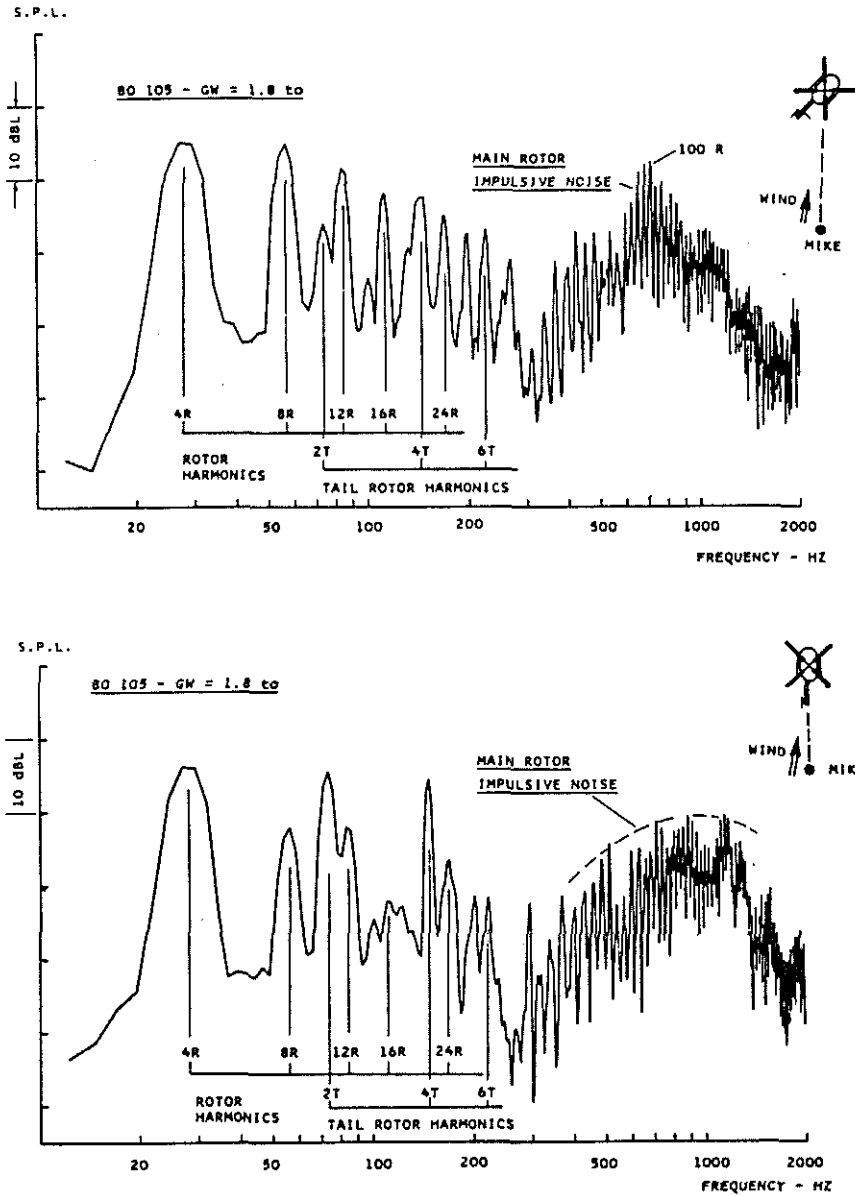 S.P.L.
BO 105 - GW = 1.8 to
10 dBL
MAIN ROTOR
IMPULSIVE NOISE
100 R
WIND
MIKE
4R 8R 12R 16R 24R
2T 4T 6T
ROTOR
HARMONICS
TAIL ROTOR HARMONICS
20 50 100 200 500 1000 2000
FREQUENCY - HZ
S.P.L.
BO 105 - GW = 1.8 to
10 dBL
MAIN ROTOR
IMPULSIVE NOISE
WIND
MIK
4R 8R 12R 16R 24R
2T 4T 6T
ROTOR
HARMONICS
TAIL ROTOR HARMONICS
20 50 100 200 500 1000 2000
FREQUENCY - HZ